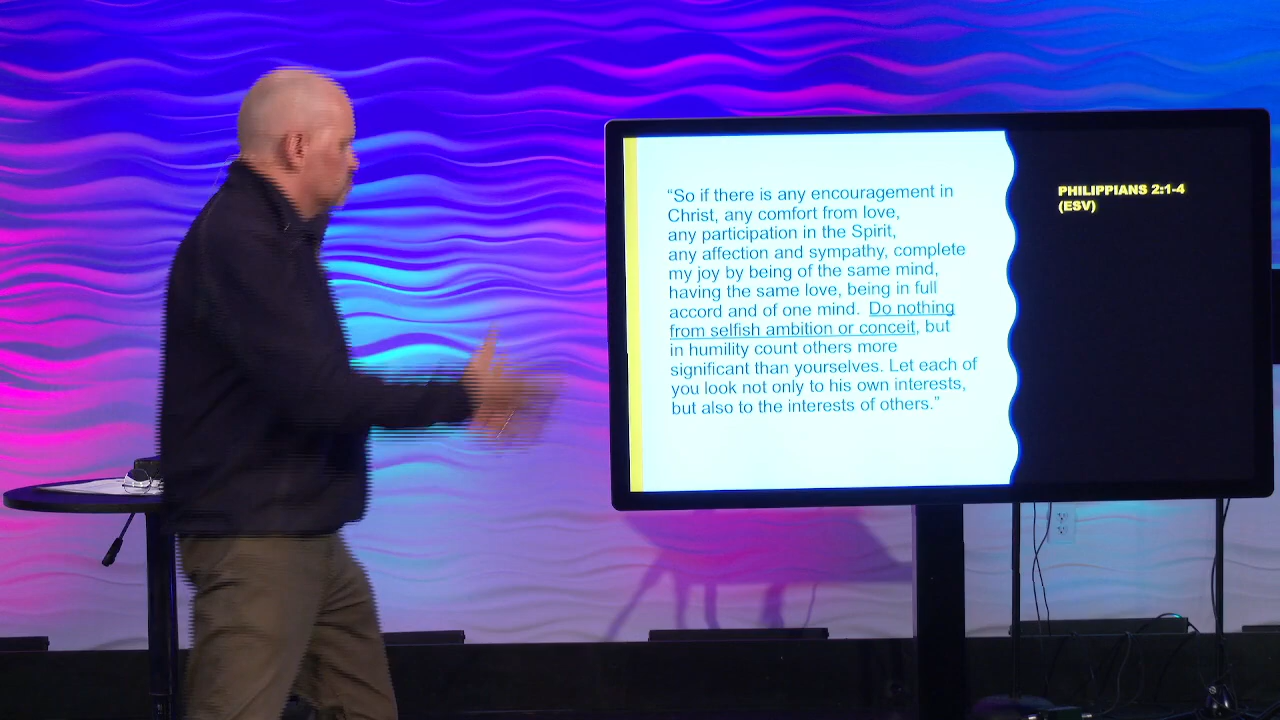 “So if there is any encouragement in
Christ, any comfort from love,
any participation in the Spirit,
any affection and sympathy, complete
my joy by being of the same mind,
having the same love, being in full
accord and of one mind.  Do nothing
from selfish ambition or conceit, but
in humility count others more
significant than yourselves. Let each of
you look not only to his own interests,
but also to the interests of others.”
PHILIPPIANS 2:1-4
(ESV)